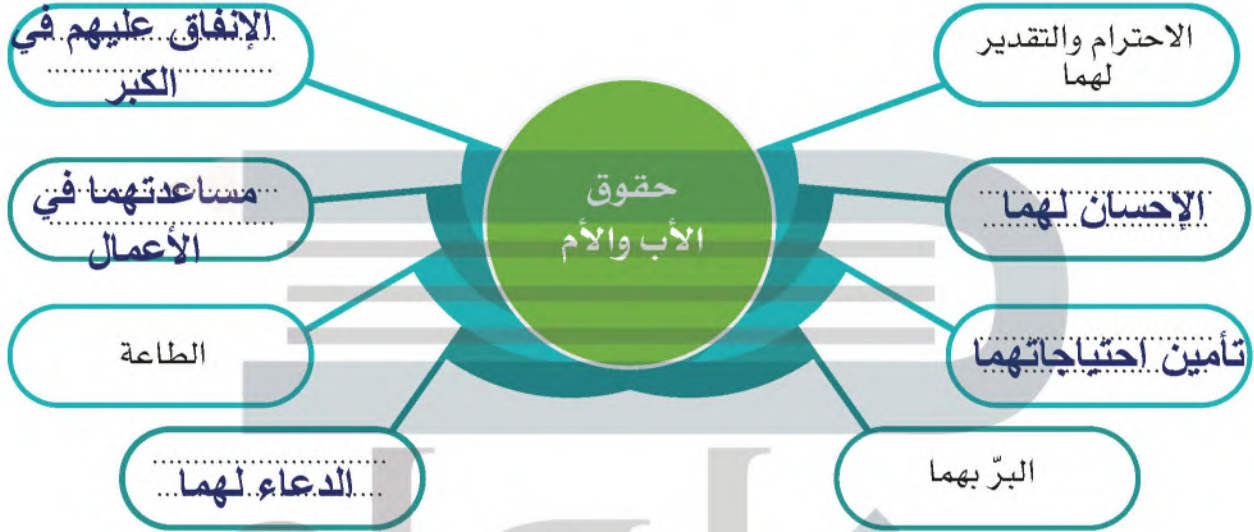 حقوق
الأب والأم
الاحترام والتقدير
لهما
الإحسان لهما
تأمين احتياجاتهما
البرّ بهما
الإنفاق عليهم في
الكبر
مساعدتهما في
الأعمال
الطاعة
الدعاء لهما